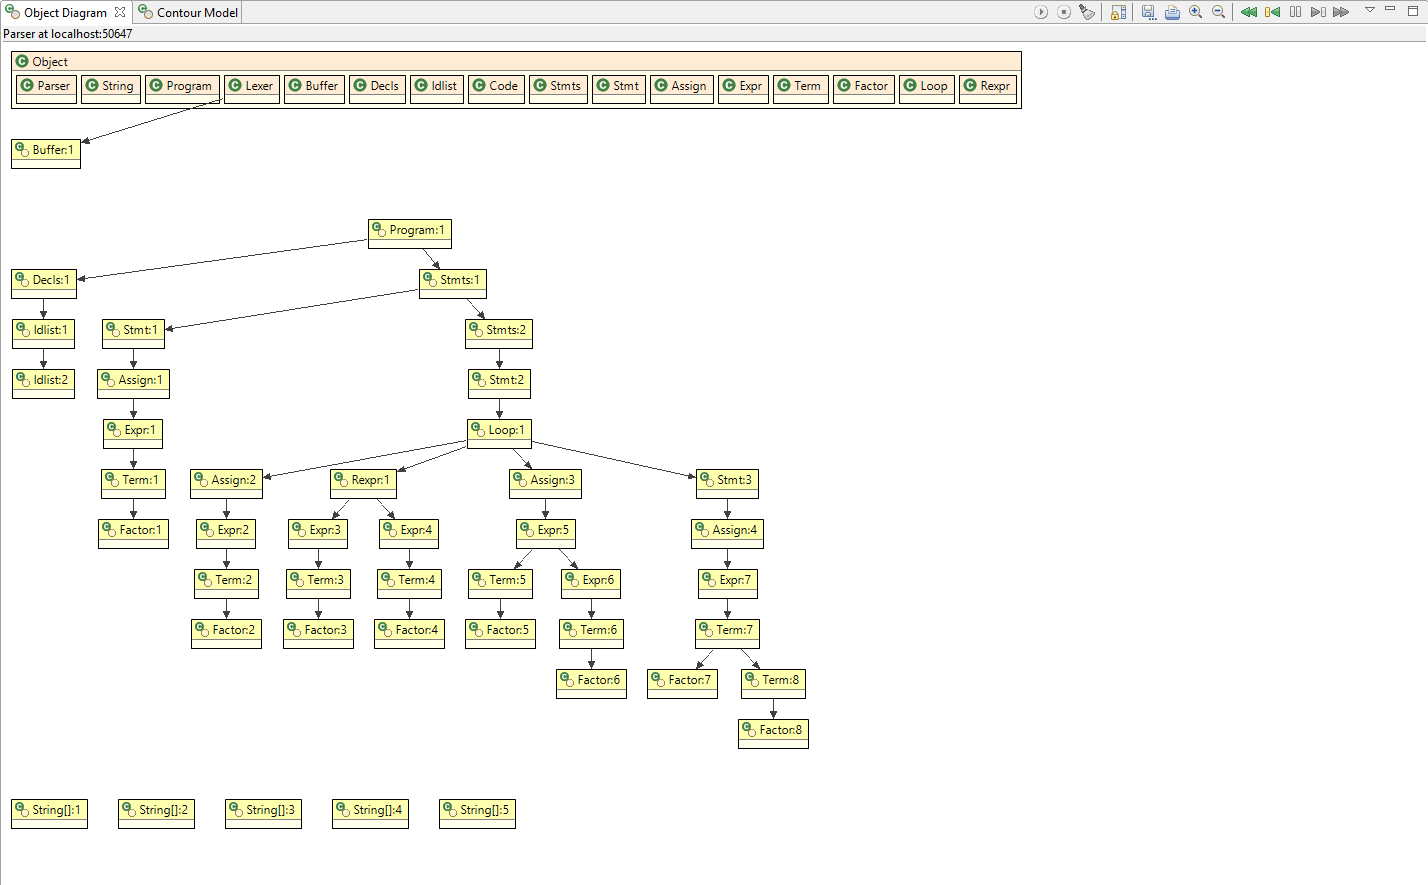 Object Diagram Contour Model
Parser at localhost:50647
Object
Parser String Program Lexer Buffer Decls Idlist Code Stmts Stmt Assign Expr Term Factor Loop Rexpr
Buffer:1
Program:1
Decls:1 Stmts:1
Idlist:1 Stmt:1 Stmts:2
Idlist:2 Assign:1 Stmt:2
Expr:1 Loop:1
Term:1 Assign:2 Rexpr:1 Assign:3 Stmt:3
Factor:1 Expr:2 Expr:3 Expr:4 Expr:5 Assign:4
Term:2 Term:3 Term:4 Term:5 Expr:6 Expr:7
Factor:2 Factor:3 Factor:4 Factor:5 Term:6 Term:7
Factor:6 Factor:7 Term:8
Factor:8
String[]:1 String[]:2 String[]:3 String[]:4 String[]:5